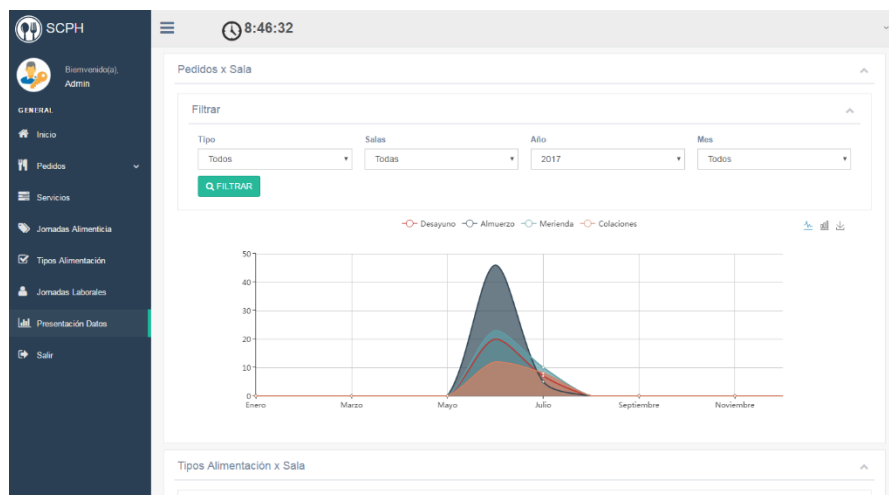 SCPH
8:46:32
Bienvenido(a),
Admin
GENERAL
Inicio
Pedidos
Servicios
Jornadas Alimenticia
Tipos Alimentación
Jornadas Laborales
Presentación Datos
Salir
Pedidos x Sala
Filtrar
Tipo Salas Año Mes
Todos Todas 2017 Todos
FILTRAR
Desayuno Almuerzo Merienda Colaciones
50
40
30
20
10
0
Enero Marzo Mayo Julio Septiembre Noviembre
Tipos Alimentación x Sala